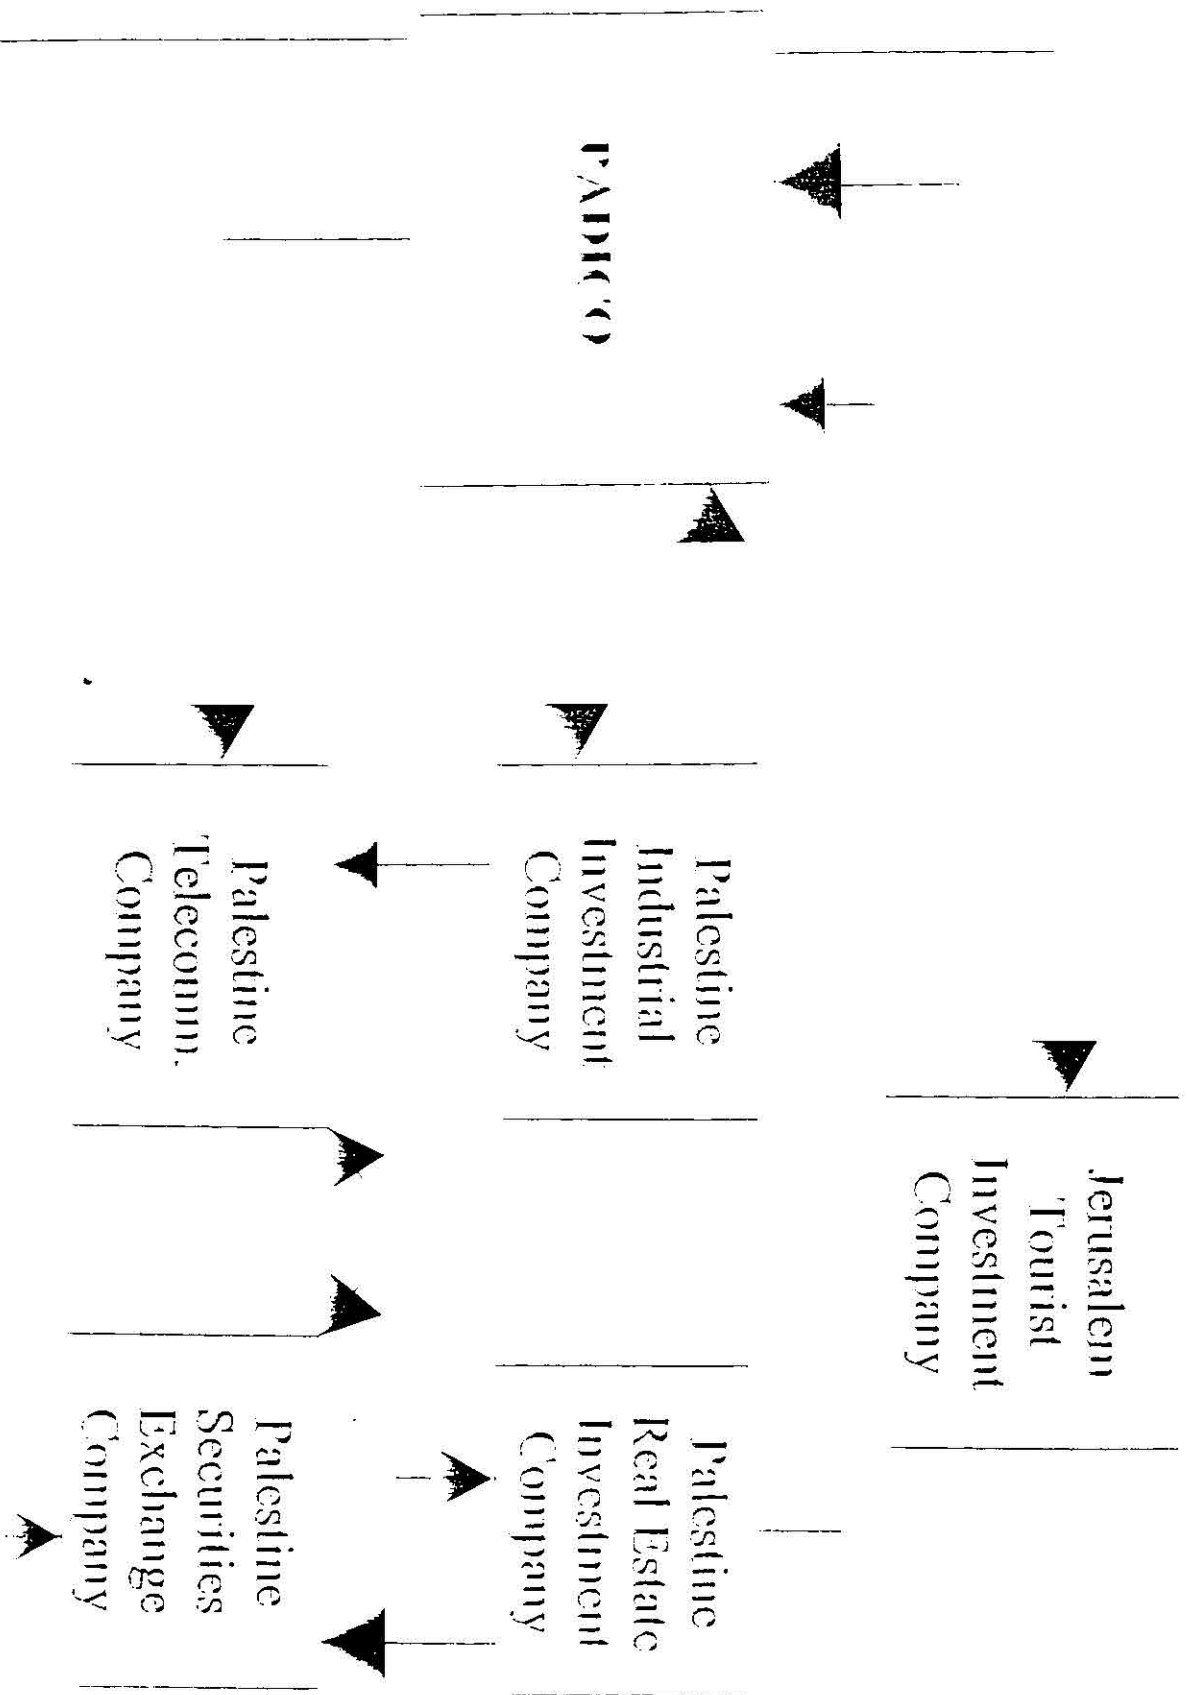 Jerusalem
Tourist
Investment
Company
PADICO
Palestine
Industrial
Investment
Company
Palestine
Real Estate
Investment
Company
Palestine
Telecomm.
Company
Palestine
Securities
Exchange
Company